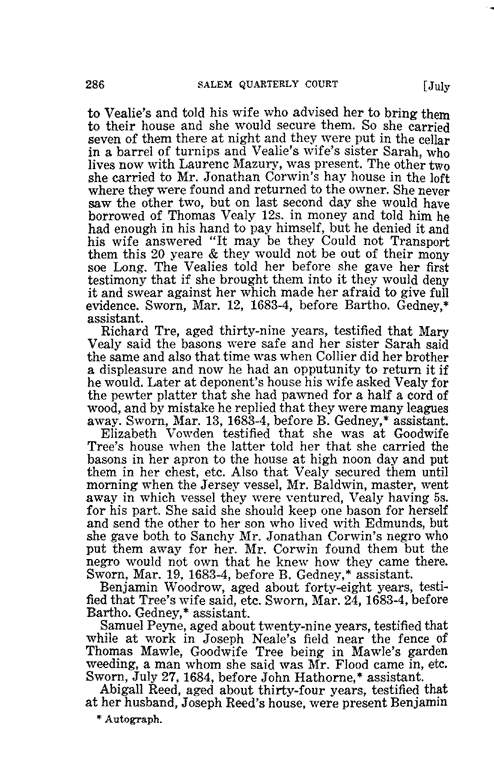 286 SALEM QUARTERLY COURT [July
to Vealie's and told his wife who advised her to bring them
to their house and she would secure them. So she carried
seven of them there at night and they were put in the cellar
in a barrel of turnips and Vealie's wife's sister Sarah, who
lives now with Laurenc Mazury, was present. The other two
she carried to Mr. Jonathan Corwin's hay house in the loft
where they were found and returned to the owner. She never
saw the other two, but on last second day she would have
borrowed of Thomas Vealy 12s. in money and told him he
had enough in his hand to pay himself, but he denied it and
his wife answered "It may be they Could not Transport
them this 20 yeare & they would not be out of their mony
soe Long. The Vealies told her before she gave her first
testimony that if she brought them into it they would deny
it and swear against her which made her afraid to give full
evidence. Sworn, Mar. 12, 1683-4, before Bartho. Gedney,*
assistant.
Richard Tre, aged thirty-nine years, testified that Mary
Vealy said the basons were safe and her sister Sarah said
the same and also that time was when Collier did her brother
a displeasure and now he had an opputunity to return it if
he would. Later at deponent's house his wife asked Vealy for
the pewter platter that she had pawned for a half a cord of
wood, and by mistake he replied that they were many leagues
away. Sworn, Mar. 13, 1683-4, before B. Gedney,* assistant.
Elizabeth Vowden testified that she was at Goodwife
Tree's house when the latter told her that she carried the
basons in her apron to the house at high noon day and put
them in her chest, etc. Also that Vealy secured them until
morning when the Jersey vessel, Mr. Baldwin, master, went
away in which vessel they were ventured, Vealy having 5s.
for his part. She said she should keep one bason for herself
and send the other to her son who lived with Edmunds, but
she gave both to Sanchy Mr. Jonathan Corwin's negro who
put them away for her. Mr. Corwin found them but the
negro would not own that he knew how they came there.
Sworn, Mar. 19, 1683-4, before B. Gedney,* assistant.
Benjamin Woodrow, aged about forty-eight years, testi-
fied that Tree's wife said, etc. Sworn, Mar. 24, 1683-4, before
Bartho. Gedney,* assistant.
Samuel Peyne, aged about twenty-nine years, testified that
while at work in Joseph Neale's field near the fence of
Thomas Mawle, Goodwife Tree being in Mawle's garden
weeding, a man whom she said was Mr. Flood came in, etc.
Sworn, July 27, 1684, before John Hathorne,* assistant.
Abigall Reed, aged about thirty-four years, testified that
at her husband, Joseph Reed's house, were present Benjamin
* Autograph.